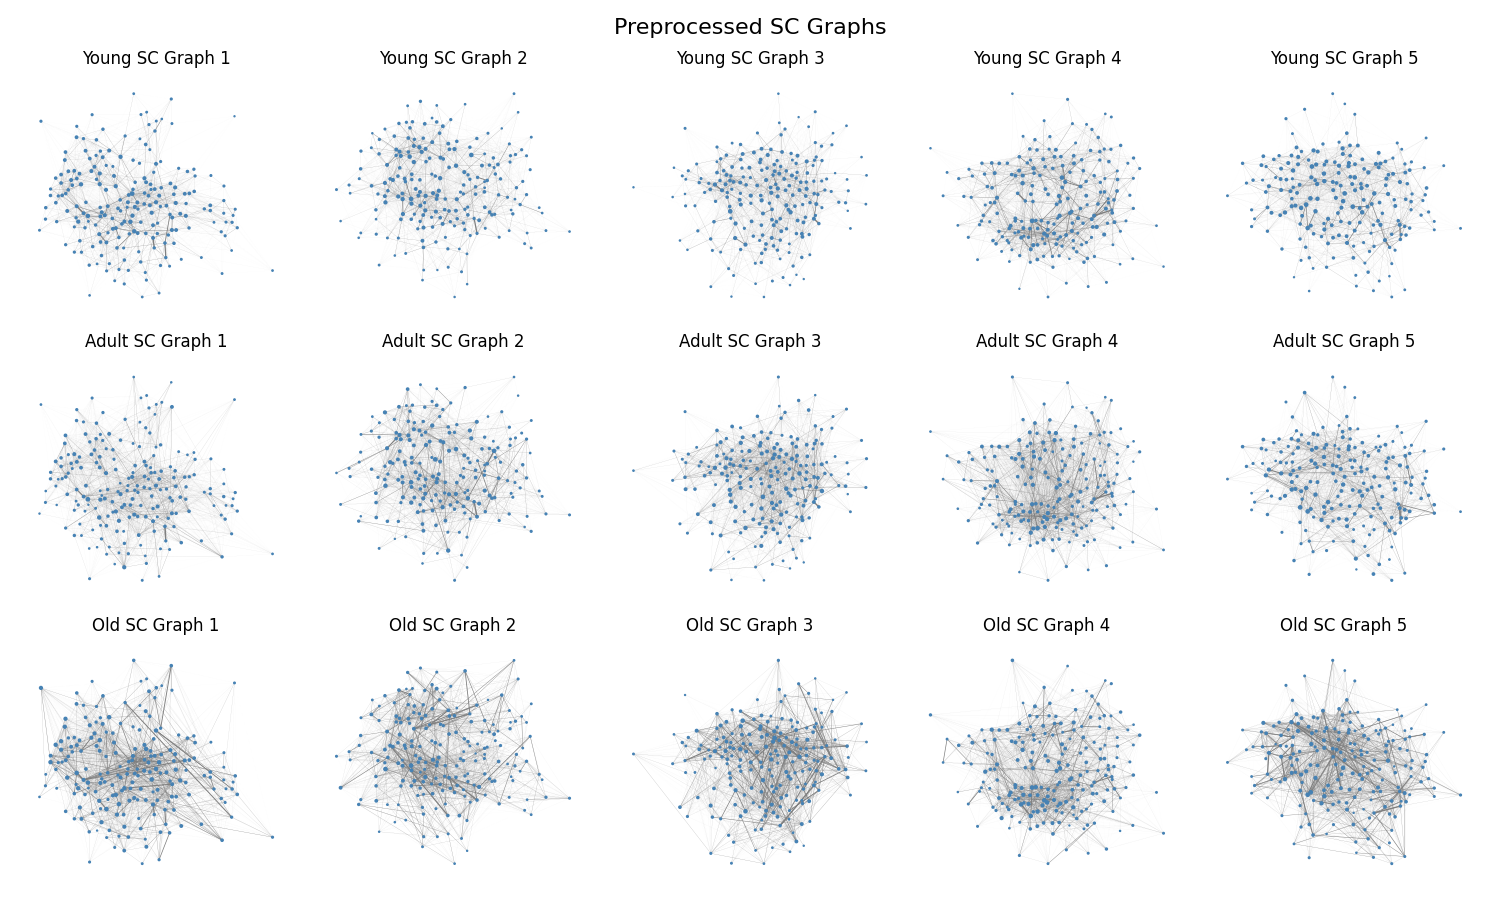 Preprocessed SC Graphs
Young SC Graph 1
Young SC Graph 2
Young SC Graph 3
Young SC Graph 4
Young SC Graph 5
Adult SC Graph 1
Adult SC Graph 2
Adult SC Graph 3
Adult SC Graph 4
Adult SC Graph 5
Old SC Graph 1
Old SC Graph 2
Old SC Graph 3
Old SC Graph 4
Old SC Graph 5